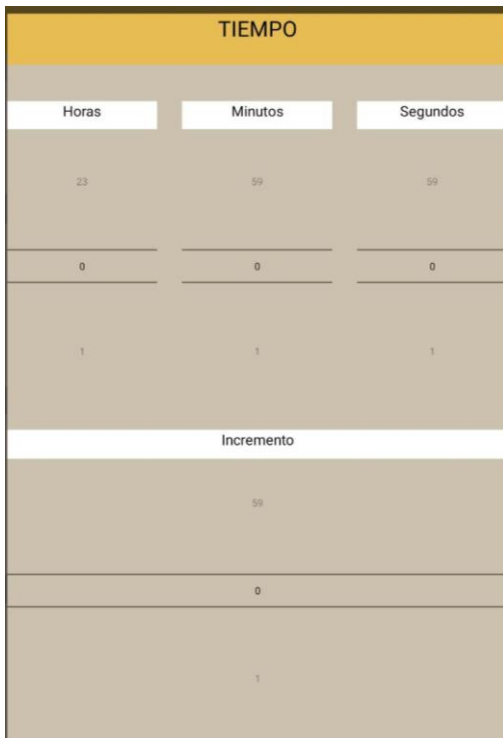 TIEMPO
Horas Minutos Segundos
23 59 59
0 0 0
1 1 1
Incremento
59
0
1